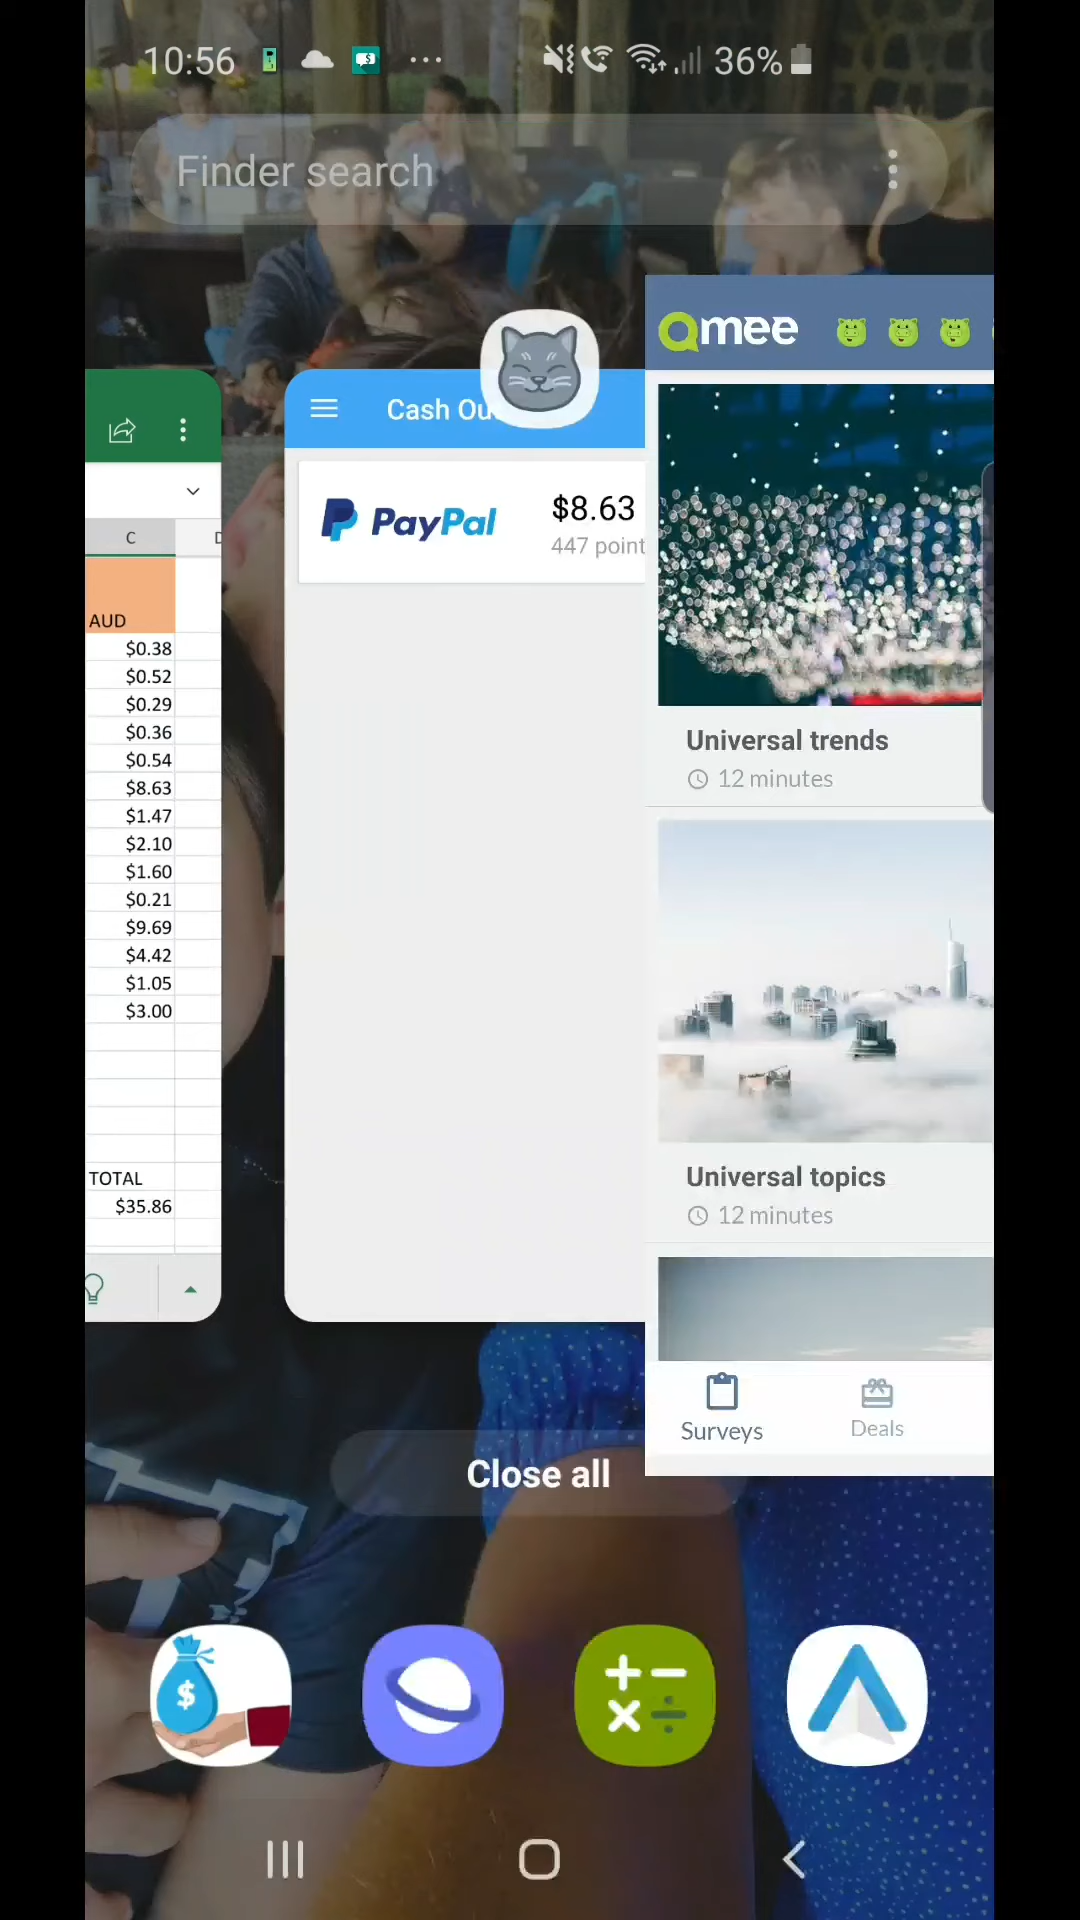 10:56
36%
Finder search
Qmee
Cash Ou
PayPal
$8.63
447 point
C
D
AUD
$0.38
$0.52
$0.29
$0.36
$0.54
$8.63
$1.47
$2.10
$1.60
$0.21
$9.69
$4.42
$1.05
$3.00
TOTAL
$35.86
Universal trends
12 minutes
Universal topics
12 minutes
Surveys
Deals
Close all